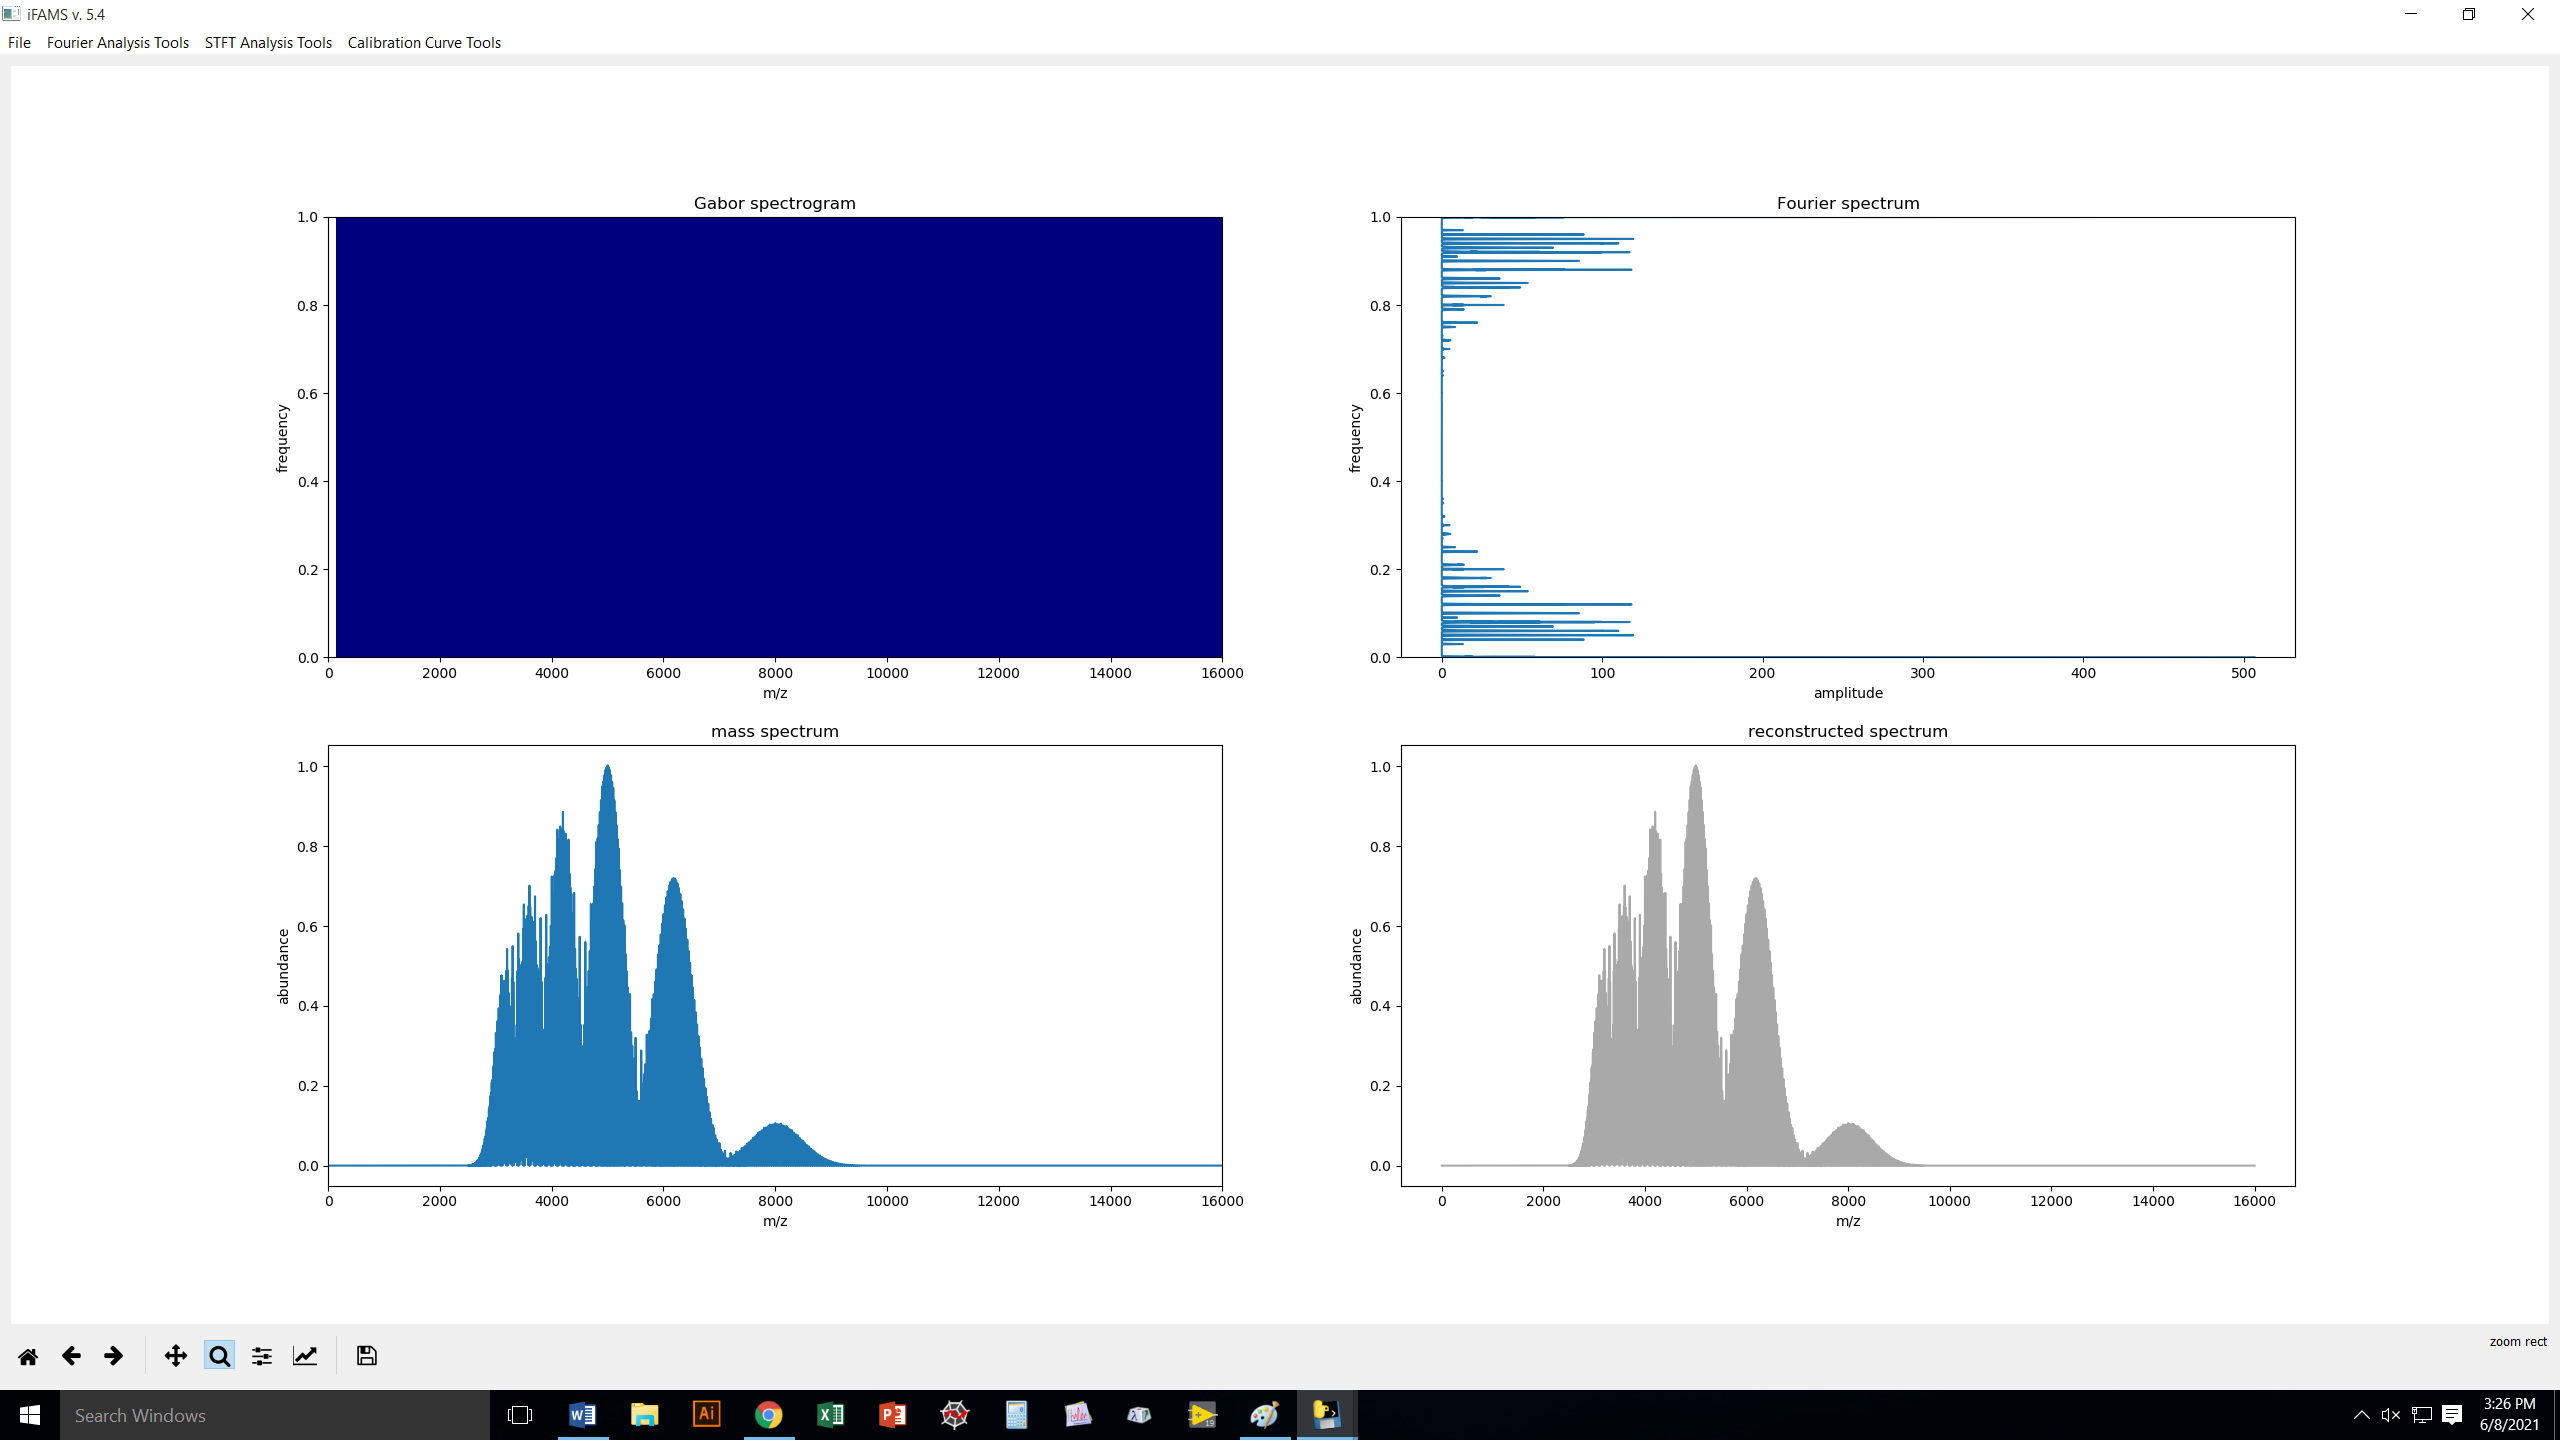 iFAMS v. 5.4
File Fourier Analysis Tools STFT Analysis Tools Calibration Curve Tools
Gabor spectrogram
1.0
0.8
0.6
0.4
0.2
0.0
frequency
0 2000 4000 6000 8000 10000 12000 14000 16000
m/z
Fourier spectrum
1.0
0.8
0.6
0.4
0.2
0.0
frequency
0 100 200 300 400 500
amplitude
mass spectrum
1.0
0.8
0.6
0.4
0.2
0.0
abundance
0 2000 4000 6000 8000 10000 12000 14000 16000
m/z
reconstructed spectrum
1.0
0.8
0.6
0.4
0.2
0.0
abundance
0 2000 4000 6000 8000 10000 12000 14000 16000
m/z
zoom rect
Search Windows
Ai
19
3:26 PM
6/8/2021